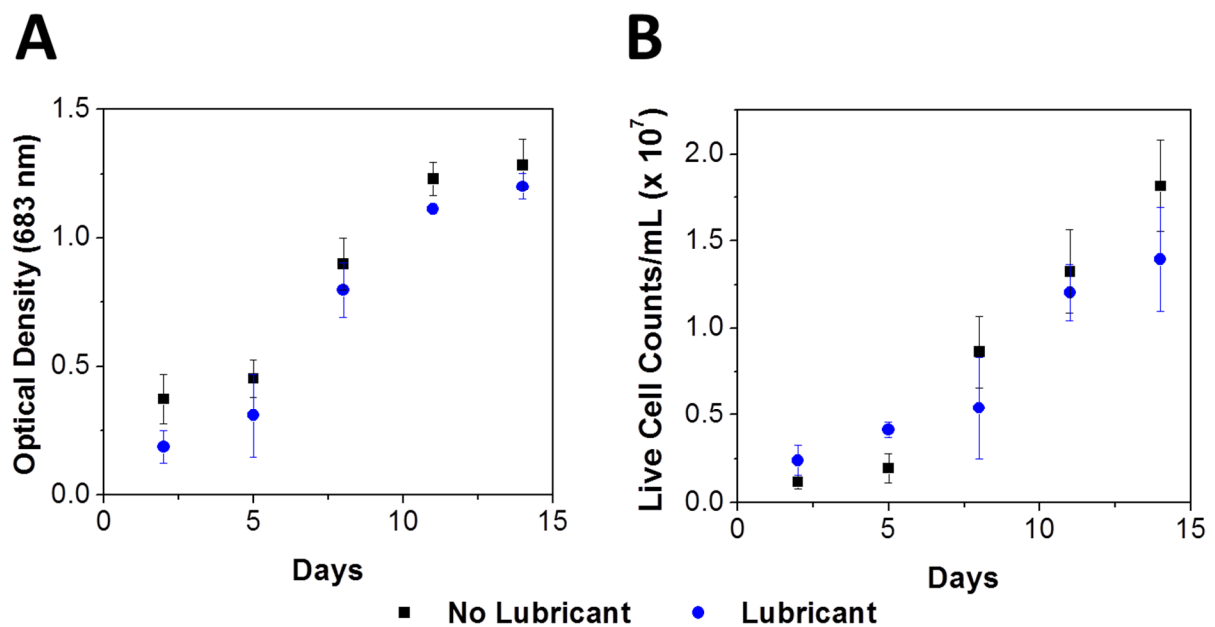 A
Optical Density (683 nm)
1.5
1.0
0.5
0.0
0 5 10 15
Days
B
Live Cell Counts/mL (x 10⁷)
2.0
1.5
1.0
0.5
0.0
0 5 10 15
Days
No Lubricant Lubricant